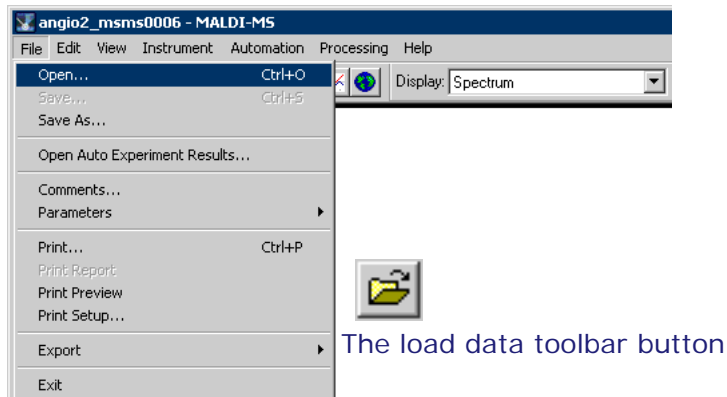 angio2_msms0006 - MALDI-MS
File Edit View Instrument Automation Processing Help
Open... Ctrl+O
Display: Spectrum
Save... Ctrl+S
Save As...
Open Auto Experiment Results...
Comments...
Parameters
Print... Ctrl+P
Print Report
Print Preview
Print Setup...
The load data toolbar button
Export
Exit